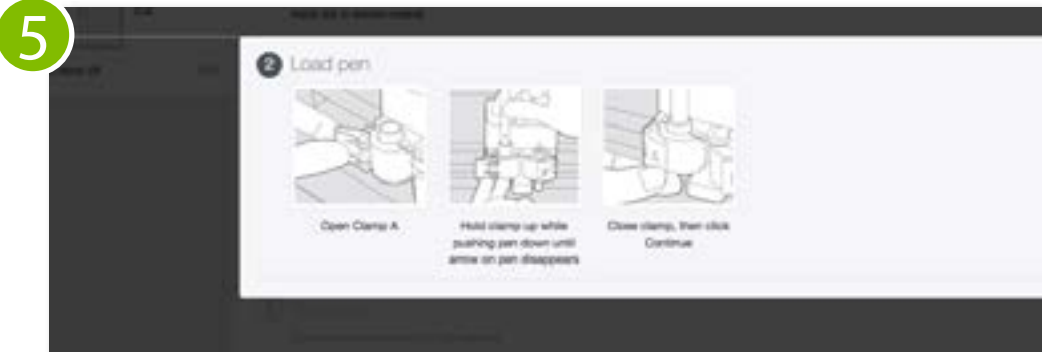 5
2 Load pen
Open Clamp A
Hold clamp up while
pushing pen down until
arrow on pen disappears
Close clamp, then click
Continue